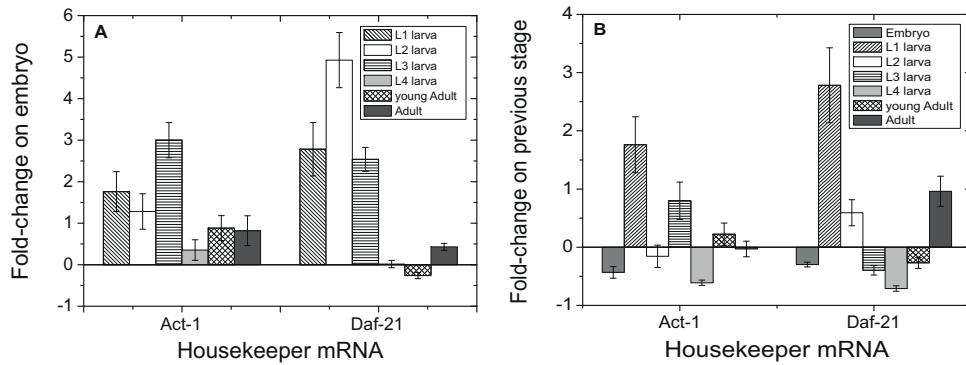 A
Fold-change on embryo
6
5
4
3
2
1
0
-1
L1 larva
L2 larva
L3 larva
L4 larva
young Adult
Adult
Act-1
Daf-21
Housekeeper mRNA
B
Fold-change on previous stage
4
3
2
1
0
-1
Embryo
L1 larva
L2 larva
L3 larva
L4 larva
young Adult
Adult
Act-1
Daf-21
Housekeeper mRNA